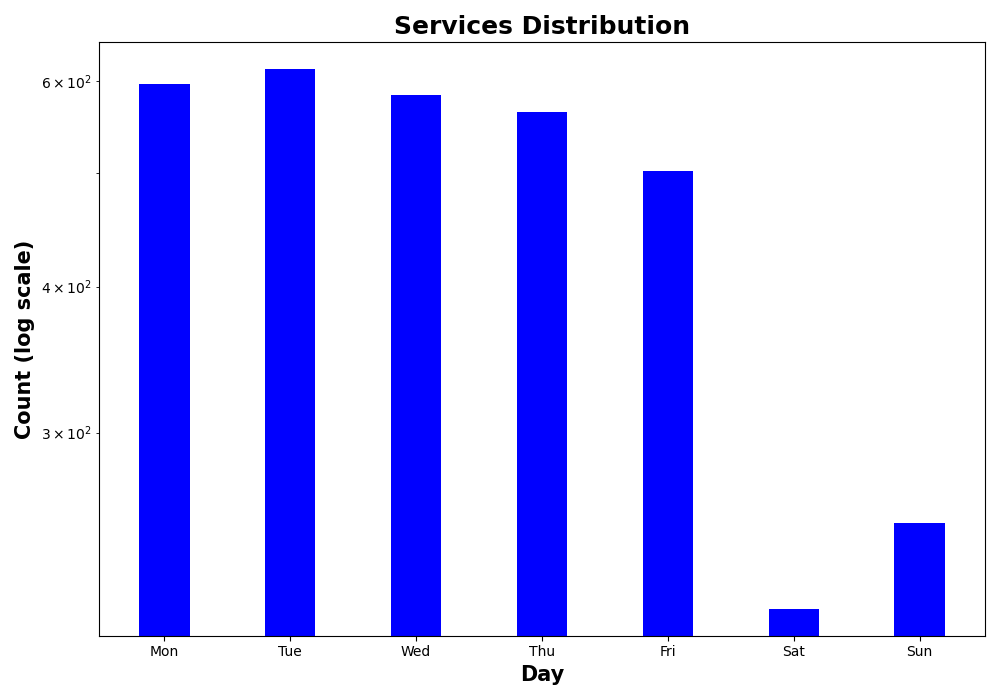 Services Distribution
6 × 10²
4 × 10²
3 × 10²
Count (log scale)
Mon Tue Wed Thu Fri Sat Sun
Day